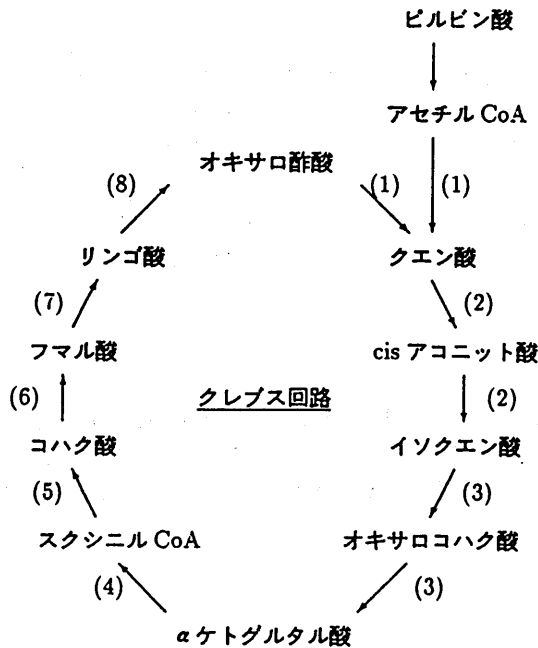 ピルビン酸
アセチル CoA
オキサロ酢酸
(8)
(1)
(1)
リンゴ酸
クエン酸
(7)
(2)
フマル酸
cis アコニット酸
(6)
クレブス回路
(2)
コハク酸
イソクエン酸
(5)
(3)
スクシニル CoA
オキサロコハク酸
(4)
(3)
αケトグルタル酸